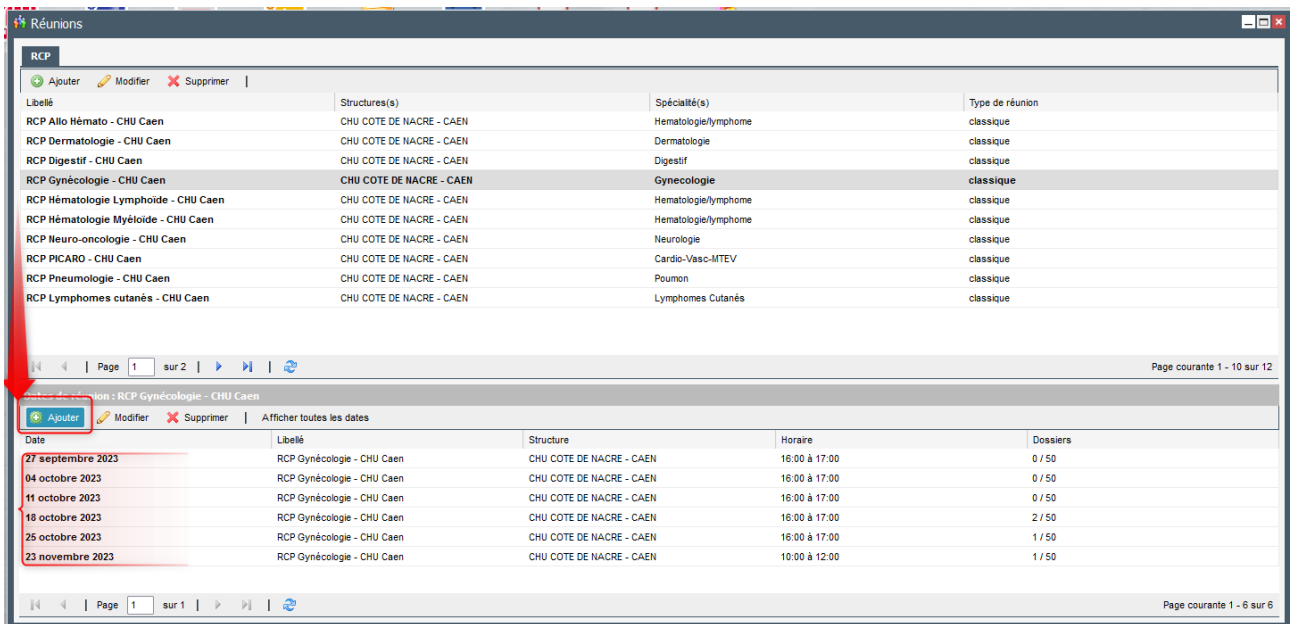 Réunions
RCP
Ajouter Modifier Supprimer |
Libellé Structures(s) Spécialité(s) Type de réunion
RCP Allo Hémato - CHU Caen CHU COTE DE NACRE - CAEN Hematologie/lymphome classique
RCP Dermatologie - CHU Caen CHU COTE DE NACRE - CAEN Dermatologie classique
RCP Digestif - CHU Caen CHU COTE DE NACRE - CAEN Digestif classique
RCP Gynécologie - CHU Caen CHU COTE DE NACRE - CAEN Gynecologie classique
RCP Hématologie Lymphoïde - CHU Caen CHU COTE DE NACRE - CAEN Hematologie/lymphome classique
RCP Hématologie Myéloïde - CHU Caen CHU COTE DE NACRE - CAEN Hematologie/lymphome classique
RCP Neuro-oncologie - CHU Caen CHU COTE DE NACRE - CAEN Neurologie classique
RCP PICARO - CHU Caen CHU COTE DE NACRE - CAEN Cardio-Vasc-MTEV classique
RCP Pneumologie - CHU Caen CHU COTE DE NACRE - CAEN Poumon classique
RCP Lymphomes cutanés - CHU Caen CHU COTE DE NACRE - CAEN Lymphomes Cutanés classique
| Page 1 sur 2 | | Page courante 1 - 10 sur 12
Dates de réunion : RCP Gynécologie - CHU Caen
Ajouter Modifier Supprimer | Afficher toutes les dates
Date Libellé Structure Horaire Dossiers
27 septembre 2023 RCP Gynécologie - CHU Caen CHU COTE DE NACRE - CAEN 16:00 à 17:00 0 / 50
04 octobre 2023 RCP Gynécologie - CHU Caen CHU COTE DE NACRE - CAEN 16:00 à 17:00 0 / 50
11 octobre 2023 RCP Gynécologie - CHU Caen CHU COTE DE NACRE - CAEN 16:00 à 17:00 0 / 50
18 octobre 2023 RCP Gynécologie - CHU Caen CHU COTE DE NACRE - CAEN 16:00 à 17:00 2 / 50
25 octobre 2023 RCP Gynécologie - CHU Caen CHU COTE DE NACRE - CAEN 16:00 à 17:00 1 / 50
23 novembre 2023 RCP Gynécologie - CHU Caen CHU COTE DE NACRE - CAEN 10:00 à 12:00 1 / 50
| Page 1 sur 1 | | Page courante 1 - 6 sur 6